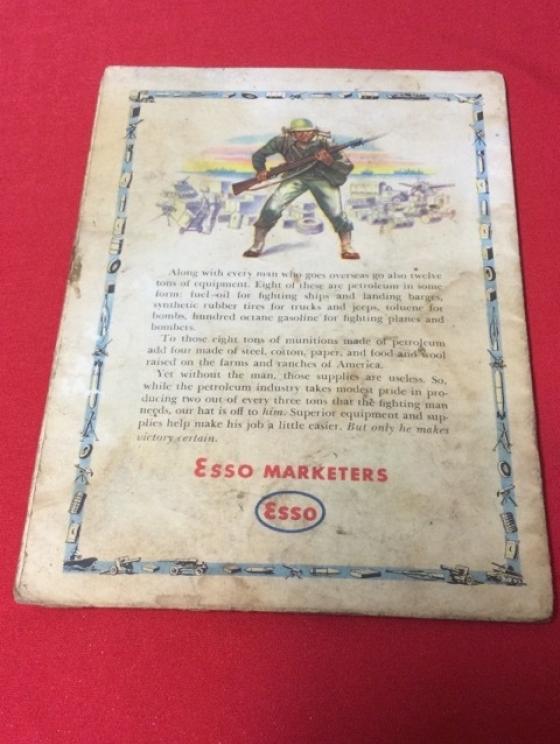 Along with every man who goes overseas go also twelve
tons of equipment. Eight of these are petroleum in some
form: fuel-oil for fighting ships and landing barges,
synthetic rubber tires for trucks and jeeps, toluene for
bombs, hundred octane gasoline for fighting planes and
bombers.
To those eight tons of munitions made of petroleum
add four made of steel, cotton, paper, and food and wool
raised on the farms and ranches of America.
Yet without the man, those supplies are useless. So,
while the petroleum industry takes modest pride in pro-
ducing two out of every three tons that the fighting man
needs, our hat is off to him. Superior equipment and sup-
plies help make his job a little easier. But only he makes
victory certain.
ESSO MARKETERS
Esso